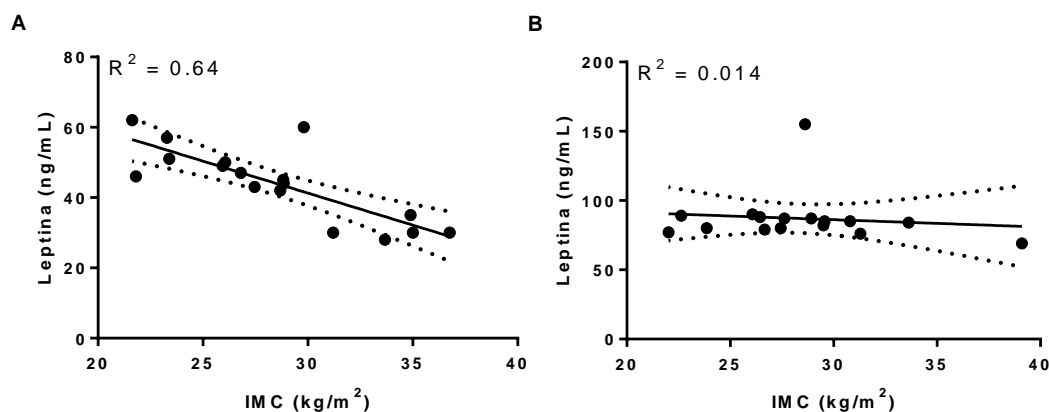 A
R² = 0.64
80
60
40
20
0
Leptina (ng/mL)
20 25 30 35 40
IMC (kg/m²)
B
R² = 0.014
200
150
100
50
0
Leptina (ng/mL)
20 25 30 35 40
IMC (kg/m²)